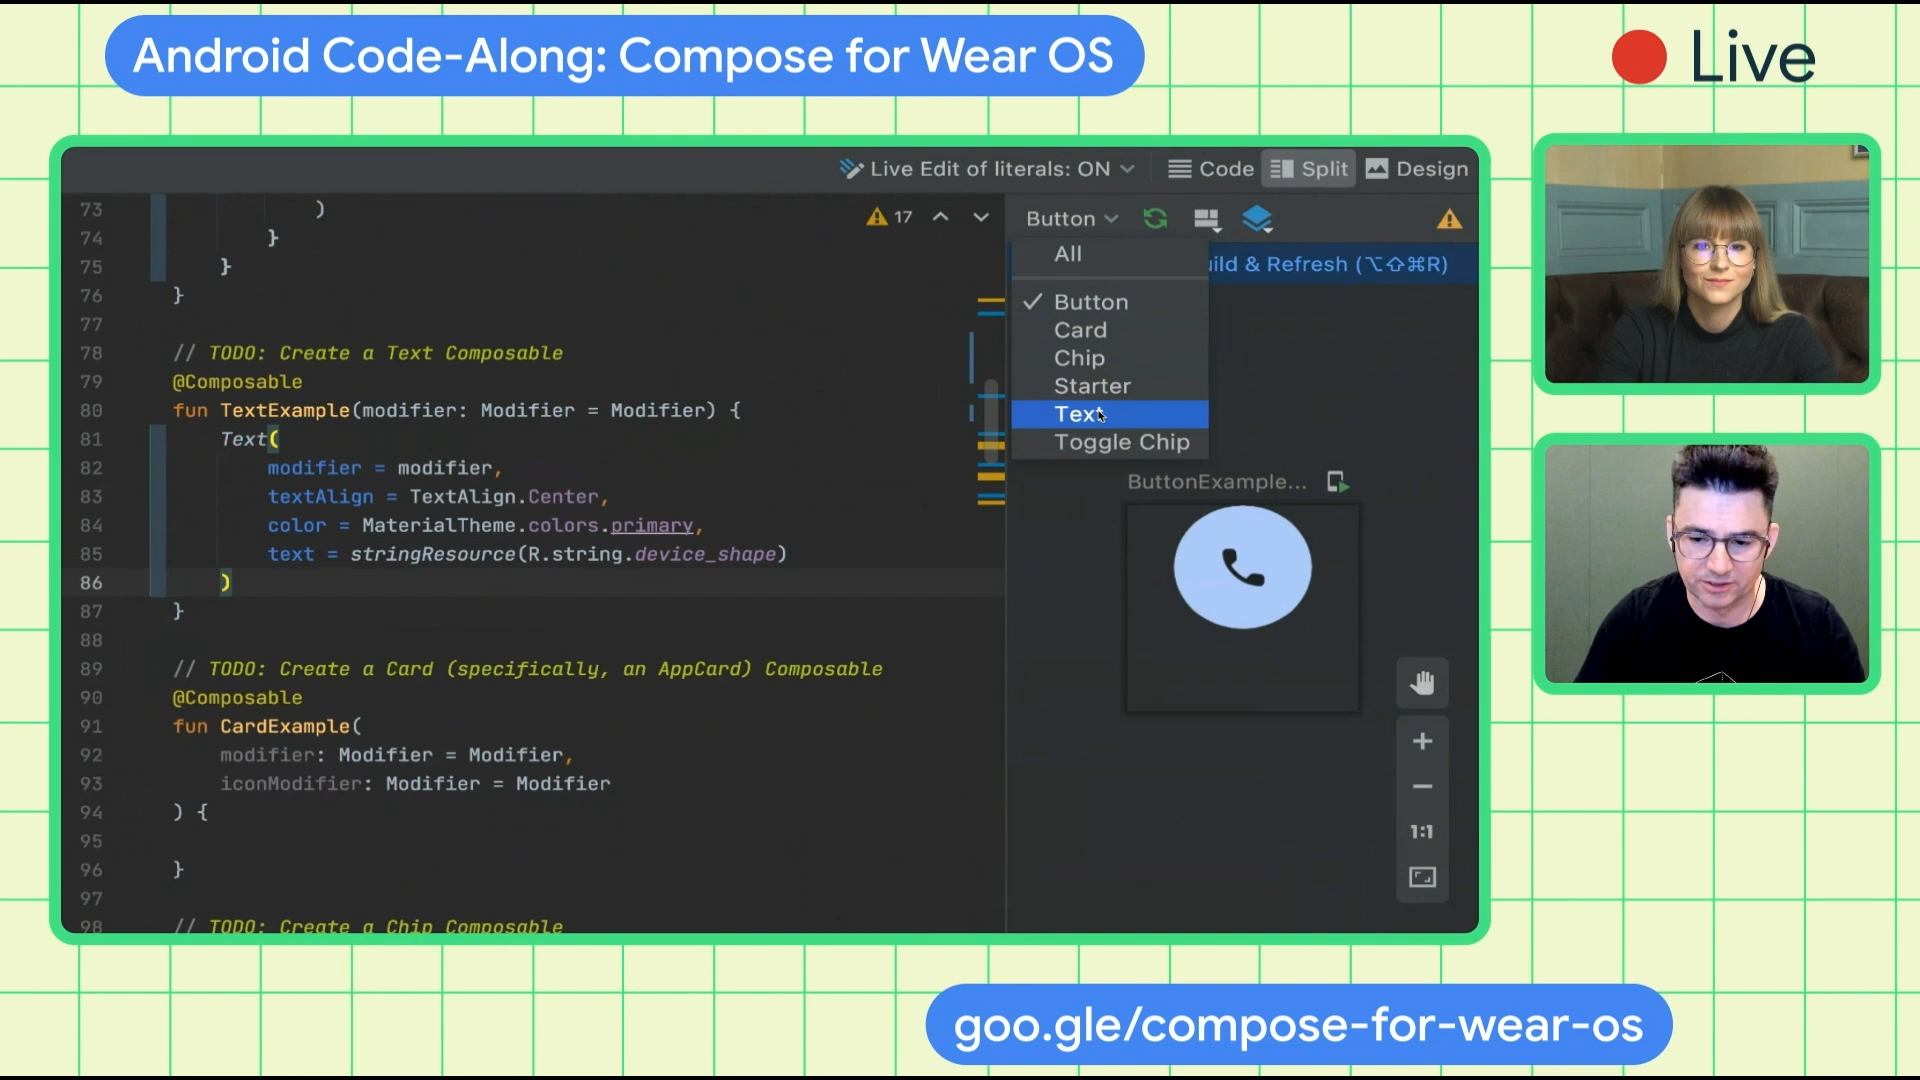 Android Code-Along: Compose for Wear OS
Live
Live Edit of literals: ON
Code
Split
Design
73 )
74 }
75 }
76 }
77
78 // TODO: Create a Text Composable
79 @Composable
80 fun TextExample(modifier: Modifier = Modifier) {
81 Text(
82 modifier = modifier,
83 textAlign = TextAlign.Center,
84 color = MaterialTheme.colors.primary,
85 text = stringResource(R.string.device_shape)
86 )
87 }
88
89 // TODO: Create a Card (specifically, an AppCard) Composable
90 @Composable
91 fun CardExample(
92 modifier: Modifier = Modifier,
93 iconModifier: Modifier = Modifier
94 ) {
95
96 }
97
98 // TODO: Create a Chip Composable
17
Button
All
Button
Card
Chip
Starter
Text
Toggle Chip
& Refresh (⌥⇧⌘R)
ButtonExample...
1:1
goo.gle/compose-for-wear-os